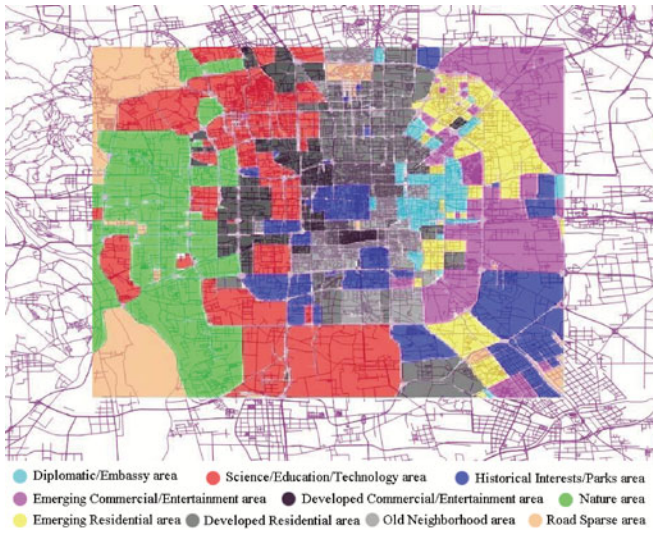 Diplomatic/Embassy area Science/Education/Technology area Historical Interests/Parks area
Emerging Commercial/Entertainment area Developed Commercial/Entertainment area Nature area
Emerging Residential area Developed Residential area Old Neighborhood area Road Sparse area